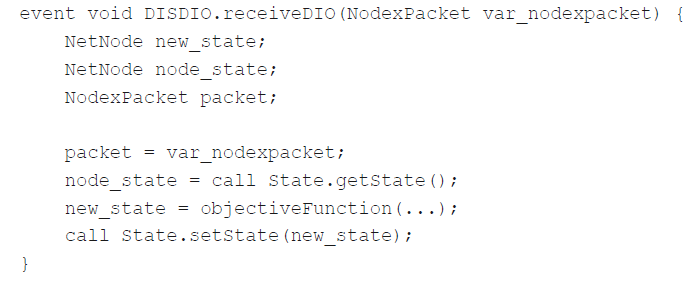 event void DISDIO.receiveDIO(NodexPacket var_nodexpacket) {
    NetNode new_state;
    NetNode node_state;
    NodexPacket packet;

    packet = var_nodexpacket;
    node_state = call State.getState();
    new_state = objectiveFunction(...);
    call State.setState(new_state);
}